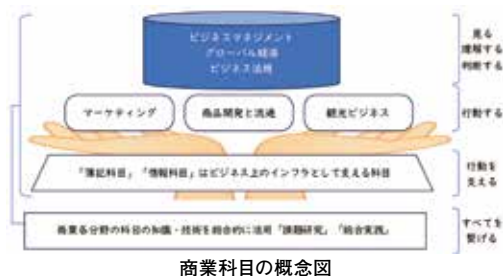 ビジネスマネジメント
グローバル経済
ビジネス法規
見る
理解する
判断する
マーケティング
商品開発と流通
観光ビジネス
行動する
「簿記科目」「情報科目」はビジネス上のインフラとして支える科目
行動を
支える
商業各分野の科目の知識・技術を総合的に活用「課題研究」「総合実践」
すべてを
繋げる
商業科目の概念図